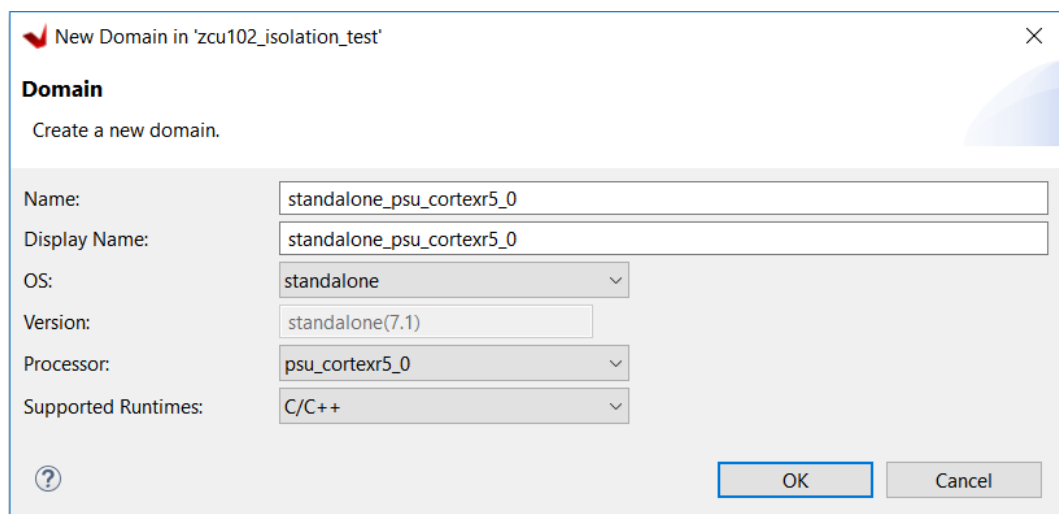 New Domain in 'zcu102_isolation_test'
Domain
Create a new domain.
Name: standalone_psu_cortexr5_0
Display Name: standalone_psu_cortexr5_0
OS: standalone
Version: standalone(7.1)
Processor: psu_cortexr5_0
Supported Runtimes: C/C++
? OK Cancel